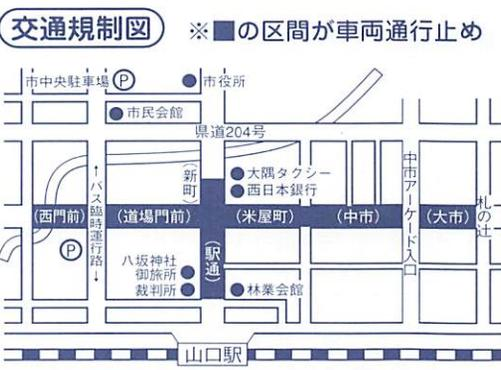 交通規制図
※■の区間が車両通行止め
市中央駐車場 P
市役所
市民会館
県道204号
(新町)
大隅タクシー
西日本銀行
中市アーケード入口
札の辻
←バス臨時運行路→
(西門前)
(道場門前)
(米屋町)
(中市)
(大市)
P
(駅通)
八坂神社
御旅所
裁判所
林業会館
山口駅